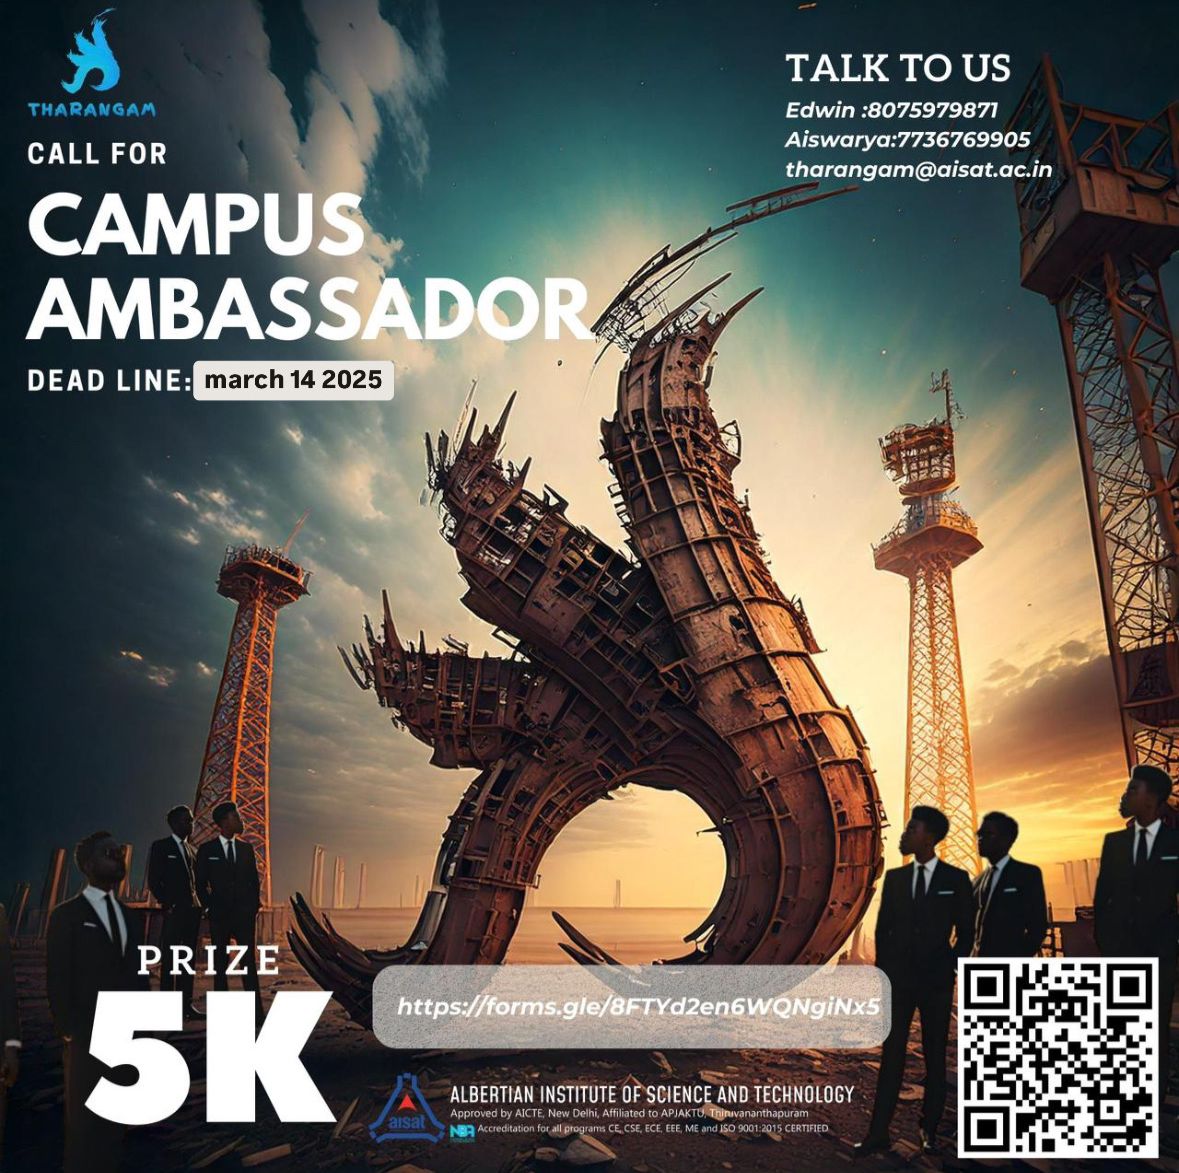 THARANGAM
CALL FOR
CAMPUS
AMBASSADOR
DEAD LINE: march 14 2025
TALK TO US
Edwin :8075979871
Aiswarya:7736769905
tharangam@aisat.ac.in
PRIZE
5K
https://forms.gle/8FTYd2en6WQNgiNx5
aisat
ALBERTIAN INSTITUTE OF SCIENCE AND TECHNOLOGY
Approved by AICTE, New Delhi, Affiliated to APJAKTU, Thiruvananthapuram
NBA Accreditation for all programs CE, CSE, ECE, EEE, ME and ISO 9001:2015 CERTIFIED